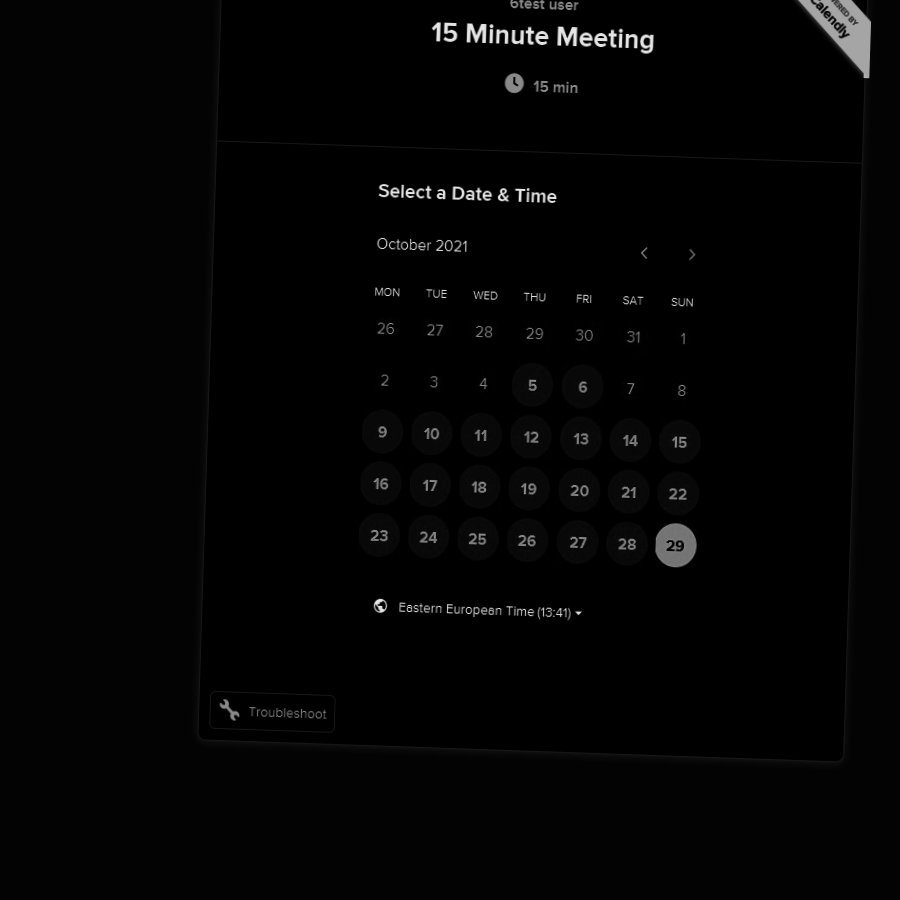 6test user
15 Minute Meeting
15 min
Calendly
Select a Date & Time
October 2021
MON TUE WED THU FRI SAT SUN
26 27 28 29 30 31 1
2 3 4 5 6 7 8
9 10 11 12 13 14 15
16 17 18 19 20 21 22
23 24 25 26 27 28 29
Eastern European Time (13:41)
Troubleshoot